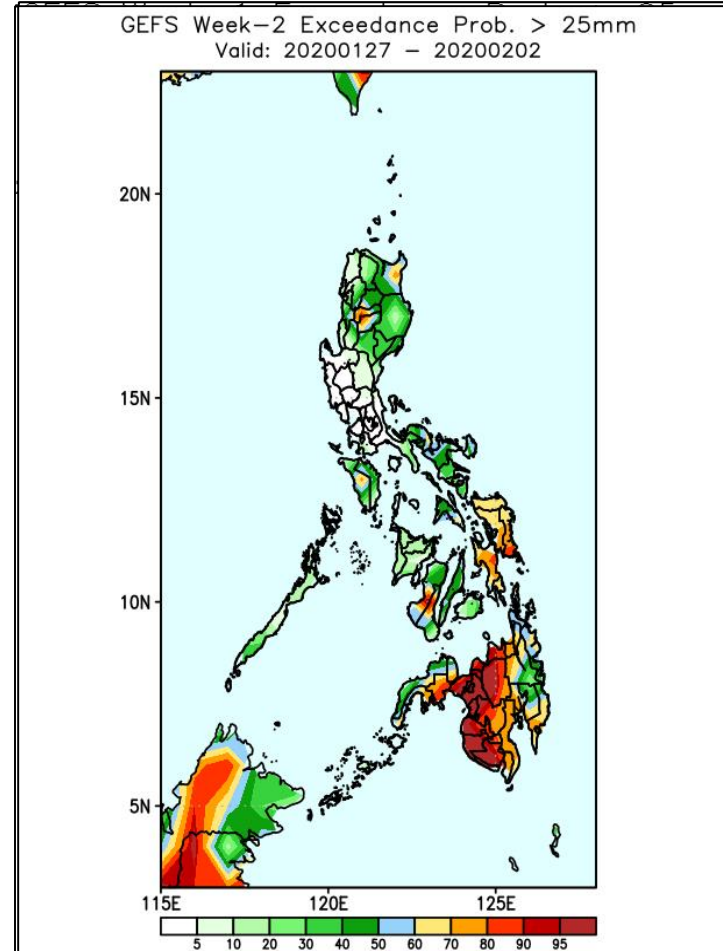 GEFS Week-2 Exceedance Prob. > 25mm
Valid: 20200127 - 20200202
20N
15N
10N
5N
115E 120E 125E
5 10 20 30 40 50 60 70 80 90 95